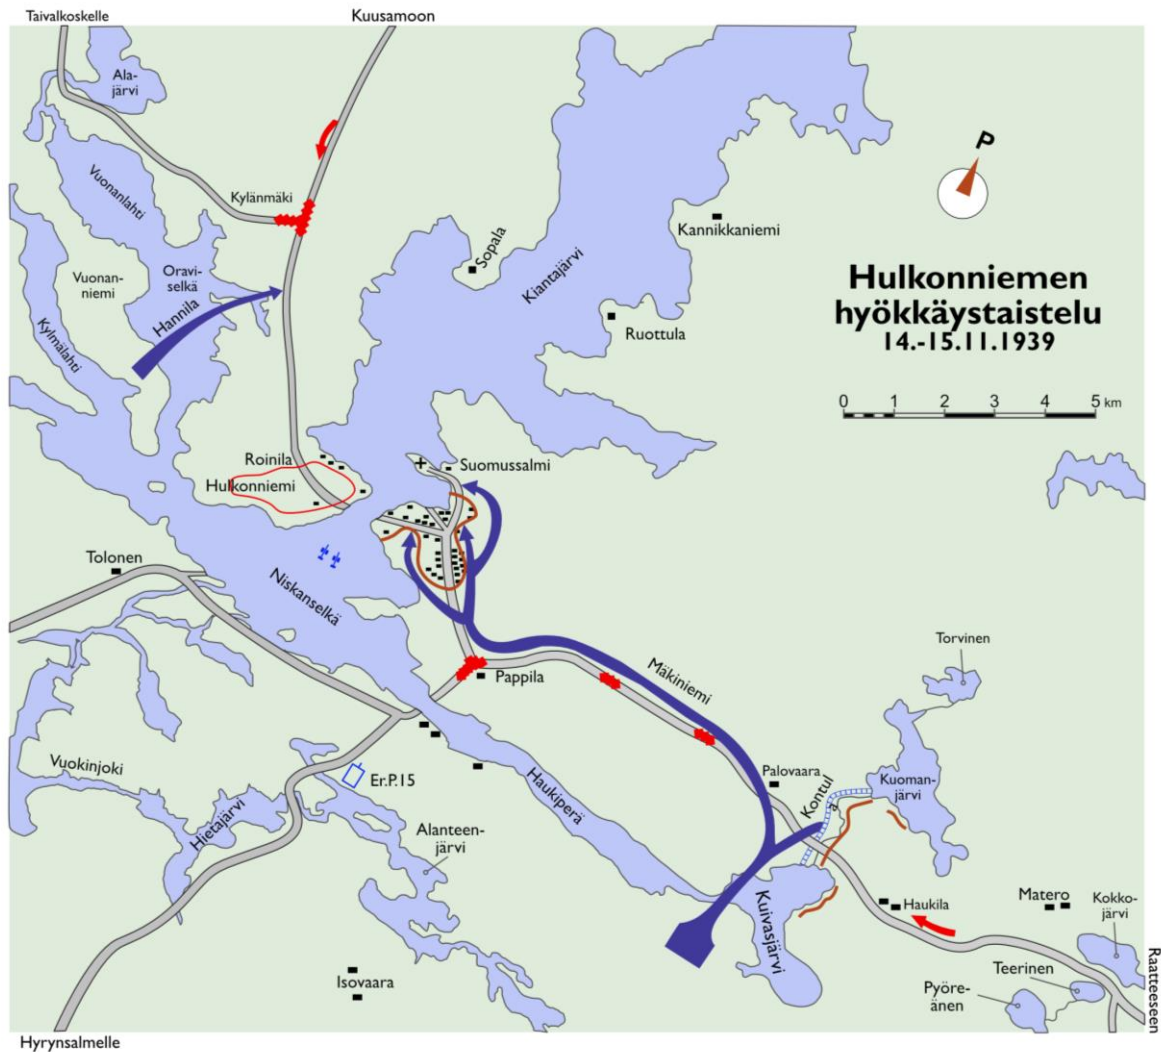 Taivalkoskelle
Kuusamoon
Ala-
järvi
P
Vuonanlahti
Kylänmäki
Sopala
Kannikkaniemi
Kiantajärvi
Vuonan-
niemi
Oravi-
selkä
Hannila
Kylmälahti
Ruottula
Hulkonniemen
hyökkäystaistelu
14.-15.11.1939
0 1 2 3 4 5 km
Roinila
Hulkonniemi
+ Suomussalmi
Tolonen
Niskanselkä
Torvinen
Pappila
Mäkiniemi
Vuokinjoki
Er.P.15
Hietajärvi
Haukiperä
Palovaara
Kontul
a
Kuoman-
järvi
Alanteen-
järvi
Kuivasjärvi
Haukila
Matero
Kokko-
järvi
Teerinen
Pyöre-
änen
Isovaara
Raatteeseen
Hyrynsalmelle